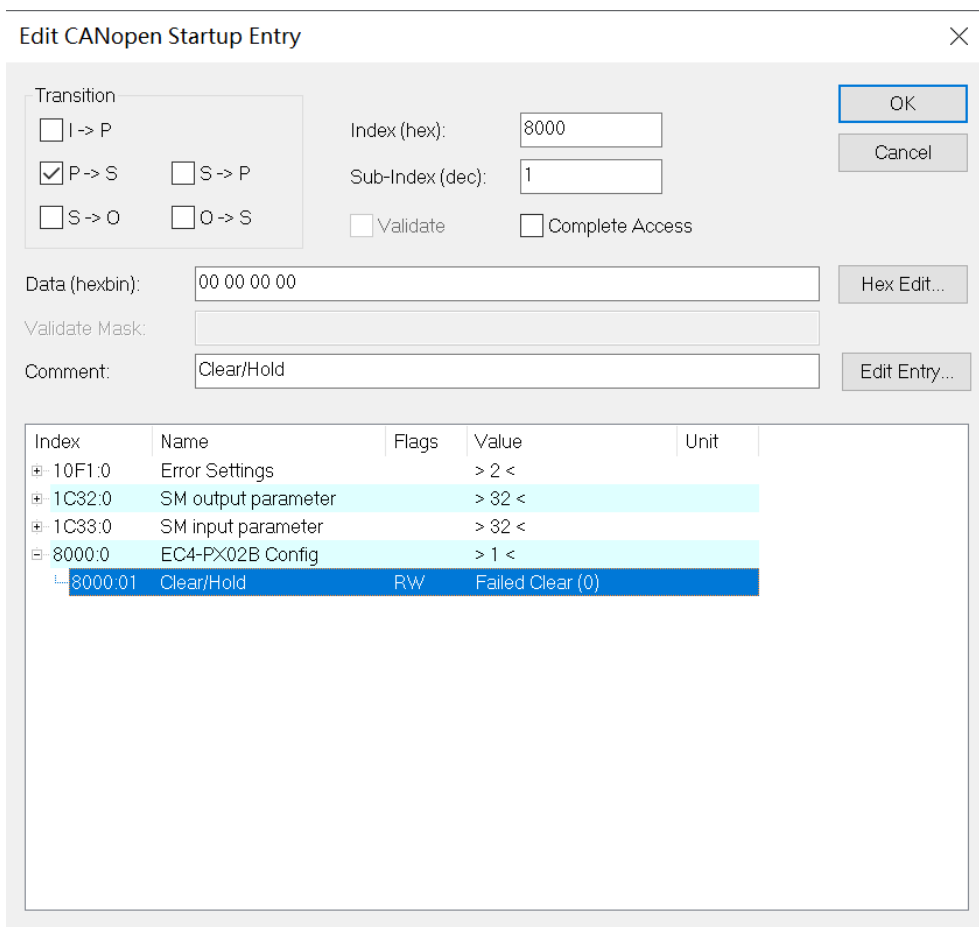 Edit CANopen Startup Entry
Transition
I -> P
P -> S
S -> P
S -> O
O -> S
Index (hex):
8000
Sub-Index (dec):
1
Validate
Complete Access
OK
Cancel
Data (hexbin):
00 00 00 00
Hex Edit...
Validate Mask:
Comment:
Clear/Hold
Edit Entry...
Index Name Flags Value Unit
10F1:0 Error Settings > 2 <
1C32:0 SM output parameter > 32 <
1C33:0 SM input parameter > 32 <
8000:0 EC4-PX02B Config > 1 <
8000:01 Clear/Hold RW Failed Clear (0)